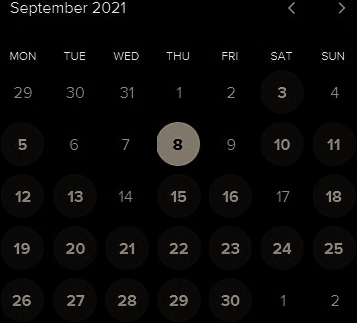 September 2021
MON TUE WED THU FRI SAT SUN
29 30 31 1 2 3 4
5 6 7 8 9 10 11
12 13 14 15 16 17 18
19 20 21 22 23 24 25
26 27 28 29 30 1 2